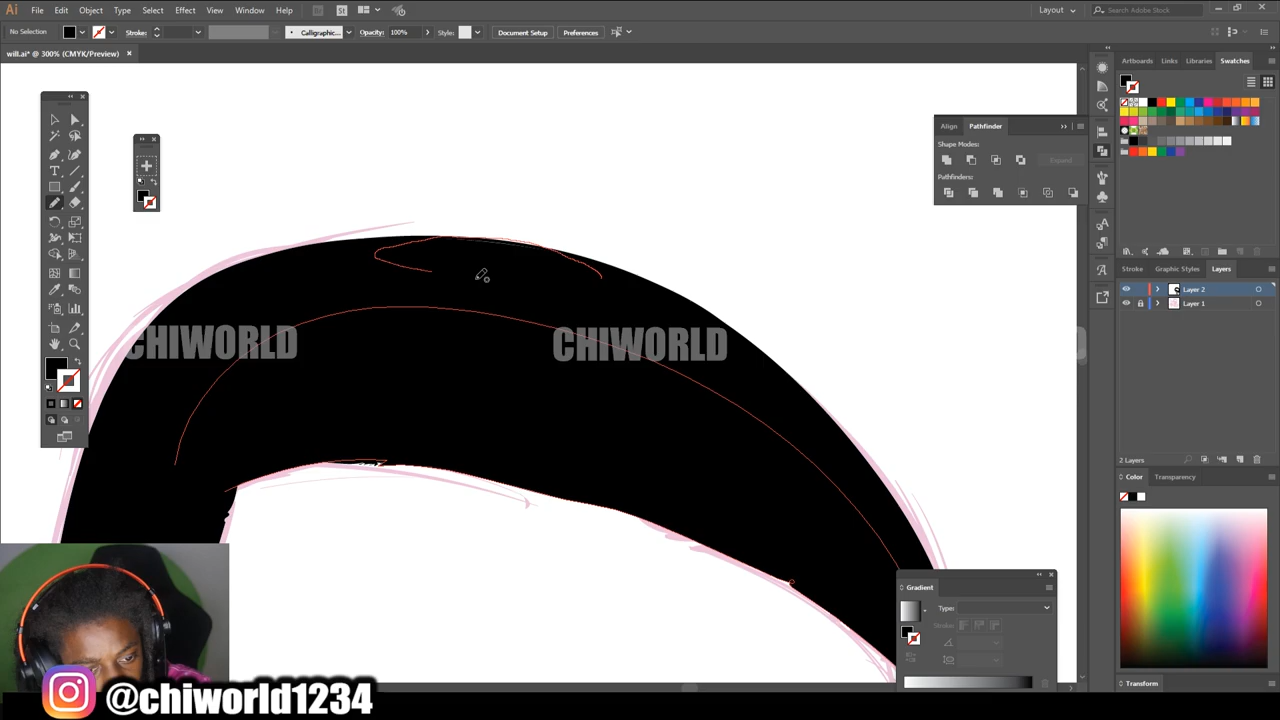 Ai File Edit Object Type Select Effect View Window Help Br St Layout Search Adobe Stock
No Selection Stroke: Calligraphic... Opacity: 100% Style: Document Setup Preferences
will.ai* @ 300% (CMYK/Preview) ×
Artboards Links Libraries Swatches
Align Pathfinder
Shape Modes:
Expand
Pathfinders:
Stroke Graphic Styles Layers
Layer 2
Layer 1
CHIWORLD CHIWORLD
2 Layers
Color Transparency
Gradient
Type:
Stroke:
Transform
@chiworld1234